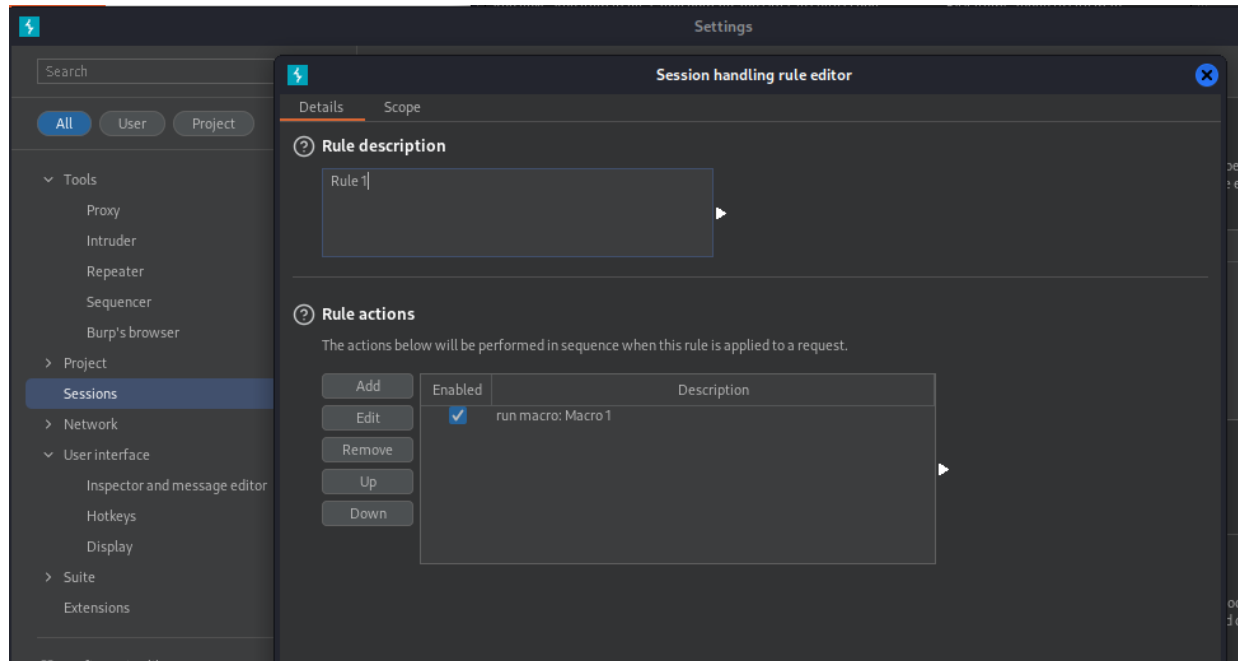 Settings
Search
All
User
Project
Tools
Proxy
Intruder
Repeater
Sequencer
Burp's browser
Project
Sessions
Network
User interface
Inspector and message editor
Hotkeys
Display
Suite
Extensions
Session handling rule editor
Details
Scope
Rule description
Rule 1
Rule actions
The actions below will be performed in sequence when this rule is applied to a request.
Add
Edit
Remove
Up
Down
Enabled
Description
run macro: Macro 1